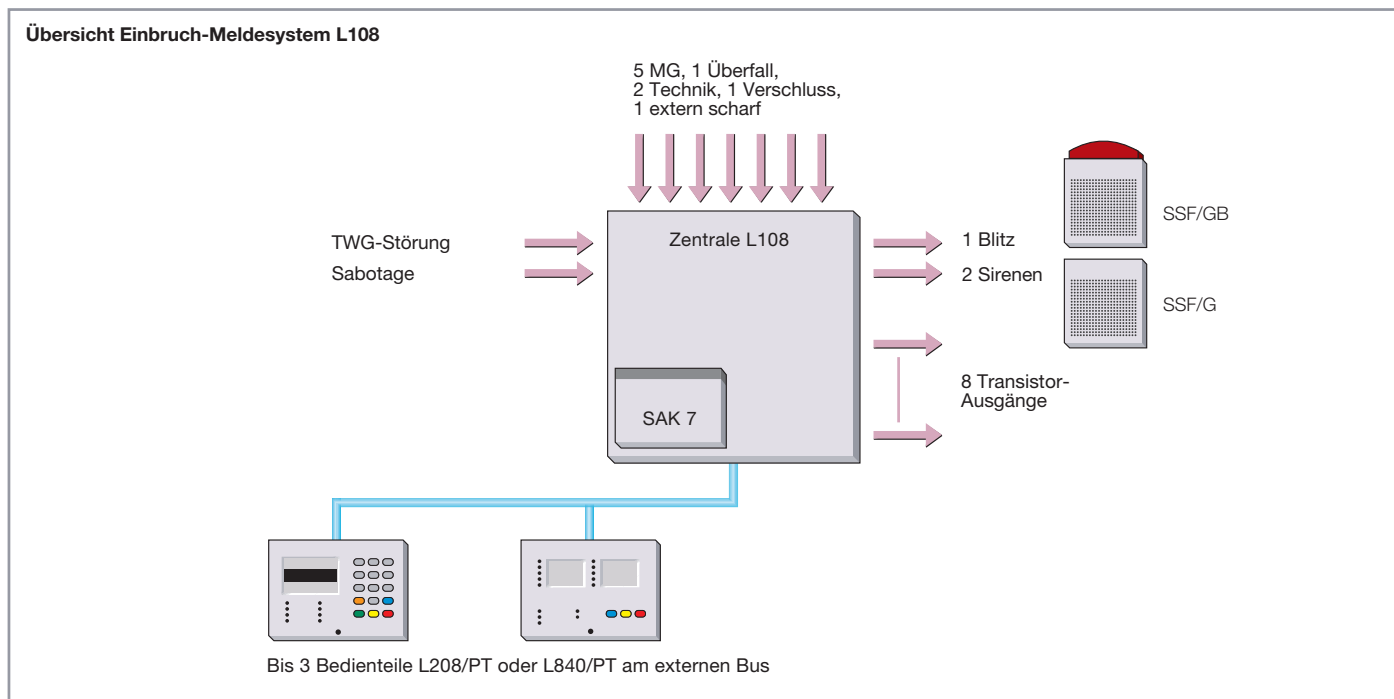 Übersicht Einbruch-Meldesystem L108
5 MG, 1 Überfall,
2 Technik, 1 Verschluss,
1 extern scharf
TWG-Störung
Sabotage
Zentrale L108
SAK 7
1 Blitz
2 Sirenen
SSF/GB
SSF/G
8 Transistor-
Ausgänge
Bis 3 Bedienteile L208/PT oder L840/PT am externen Bus